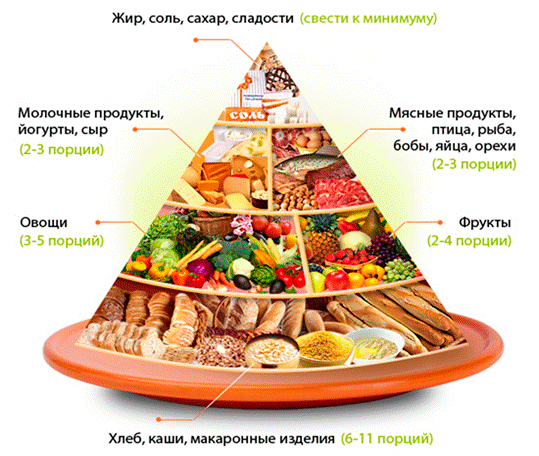 Жир, соль, сахар, сладости (свести к минимуму)
СОЛЬ
Молочные продукты,
йогурты, сыр
(2-3 порции)
Мясные продукты,
птица, рыба,
бобы, яйца, орехи
(2-3 порции)
Овощи
(3-5 порций)
Фрукты
(2-4 порции)
Хлеб, каши, макаронные изделия (6-11 порций)